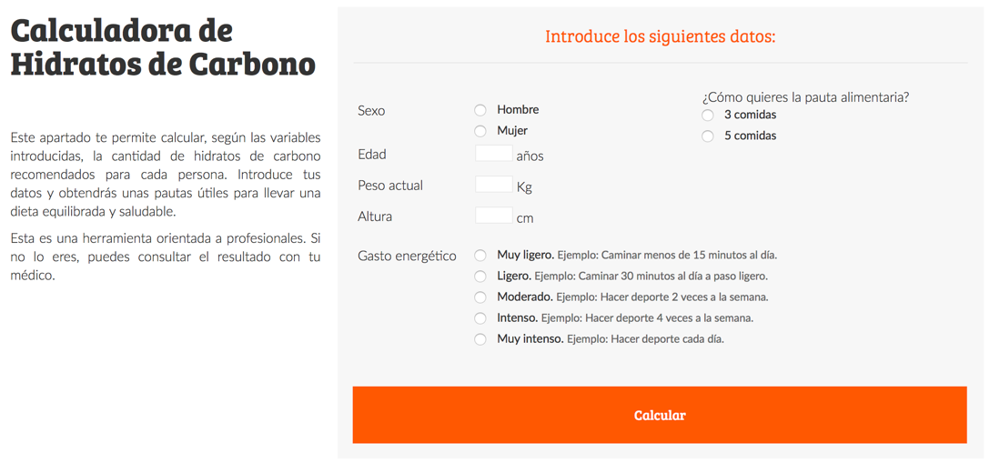 Calculadora de
Hidratos de Carbono
Este apartado te permite calcular, según las variables
introducidas, la cantidad de hidratos de carbono
recomendados para cada persona. Introduce tus
datos y obtendrás unas pautas útiles para llevar una
dieta equilibrada y saludable.
Esta es una herramienta orientada a profesionales. Si
no lo eres, puedes consultar el resultado con tu
médico.
Introduce los siguientes datos:
Sexo
Hombre
Mujer
Edad
años
Peso actual
Kg
Altura
cm
¿Cómo quieres la pauta alimentaria?
3 comidas
5 comidas
Gasto energético
Muy ligero. Ejemplo: Caminar menos de 15 minutos al día.
Ligero. Ejemplo: Caminar 30 minutos al día a paso ligero.
Moderado. Ejemplo: Hacer deporte 2 veces a la semana.
Intenso. Ejemplo: Hacer deporte 4 veces a la semana.
Muy intenso. Ejemplo: Hacer deporte cada día.
Calcular